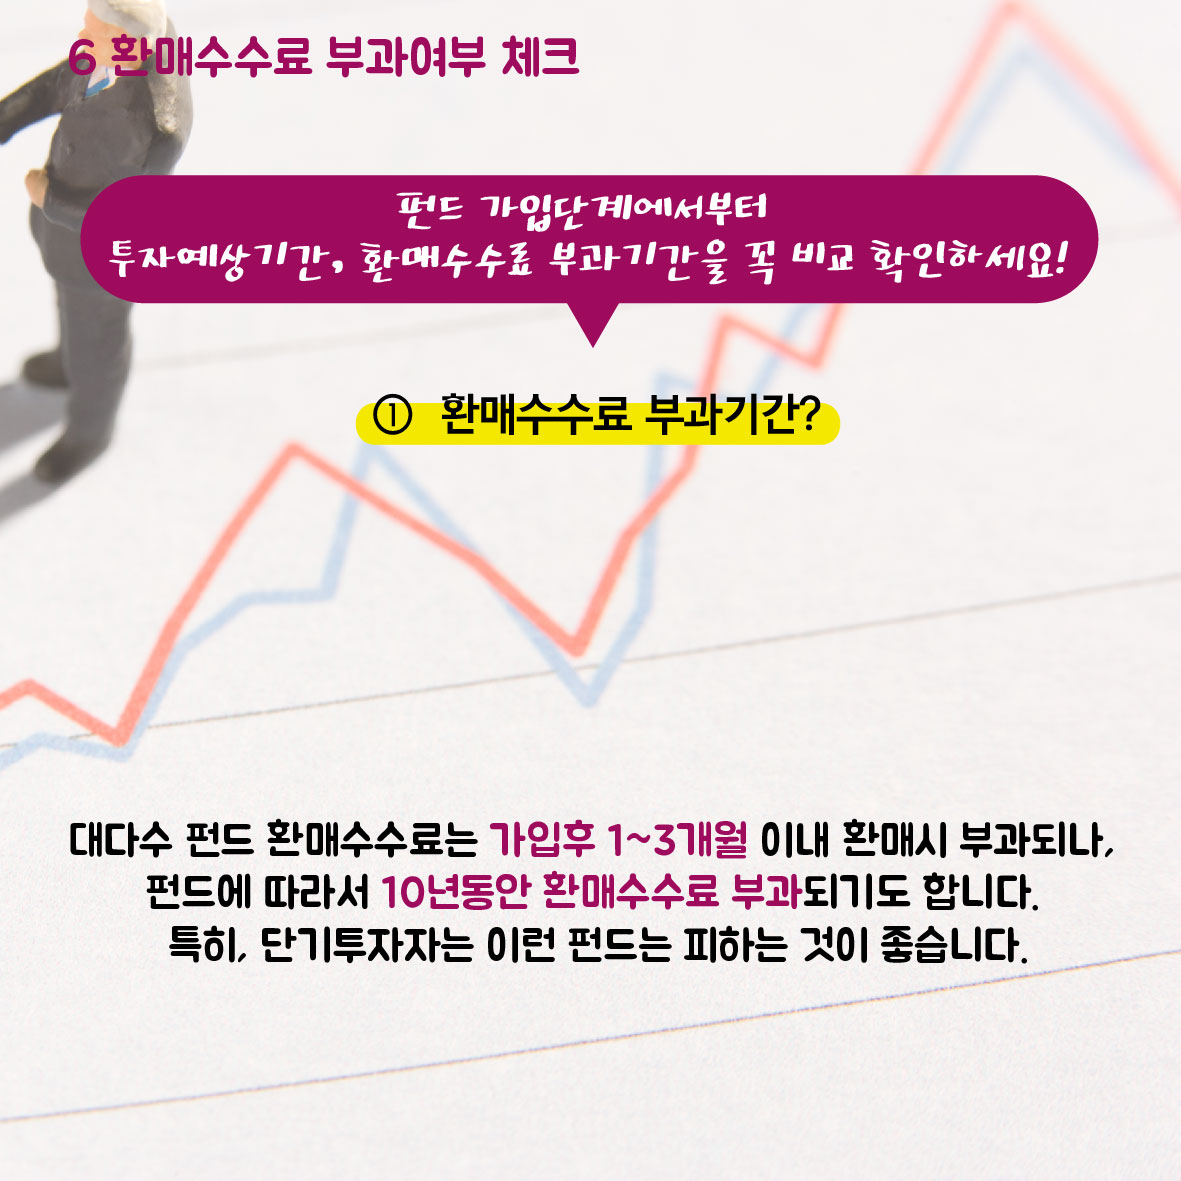 6 환매수수료 부과여부 체크
펀드 가입단계에서부터
투자예상기간, 환매수수료 부과기간을 꼭 비교 확인하세요!
① 환매수수료 부과기간?
대다수 펀드 환매수수료는 가입후 1~3개월 이내 환매시 부과되나,
펀드에 따라서 10년동안 환매수수료 부과되기도 합니다.
특히, 단기투자자는 이런 펀드는 피하는 것이 좋습니다.